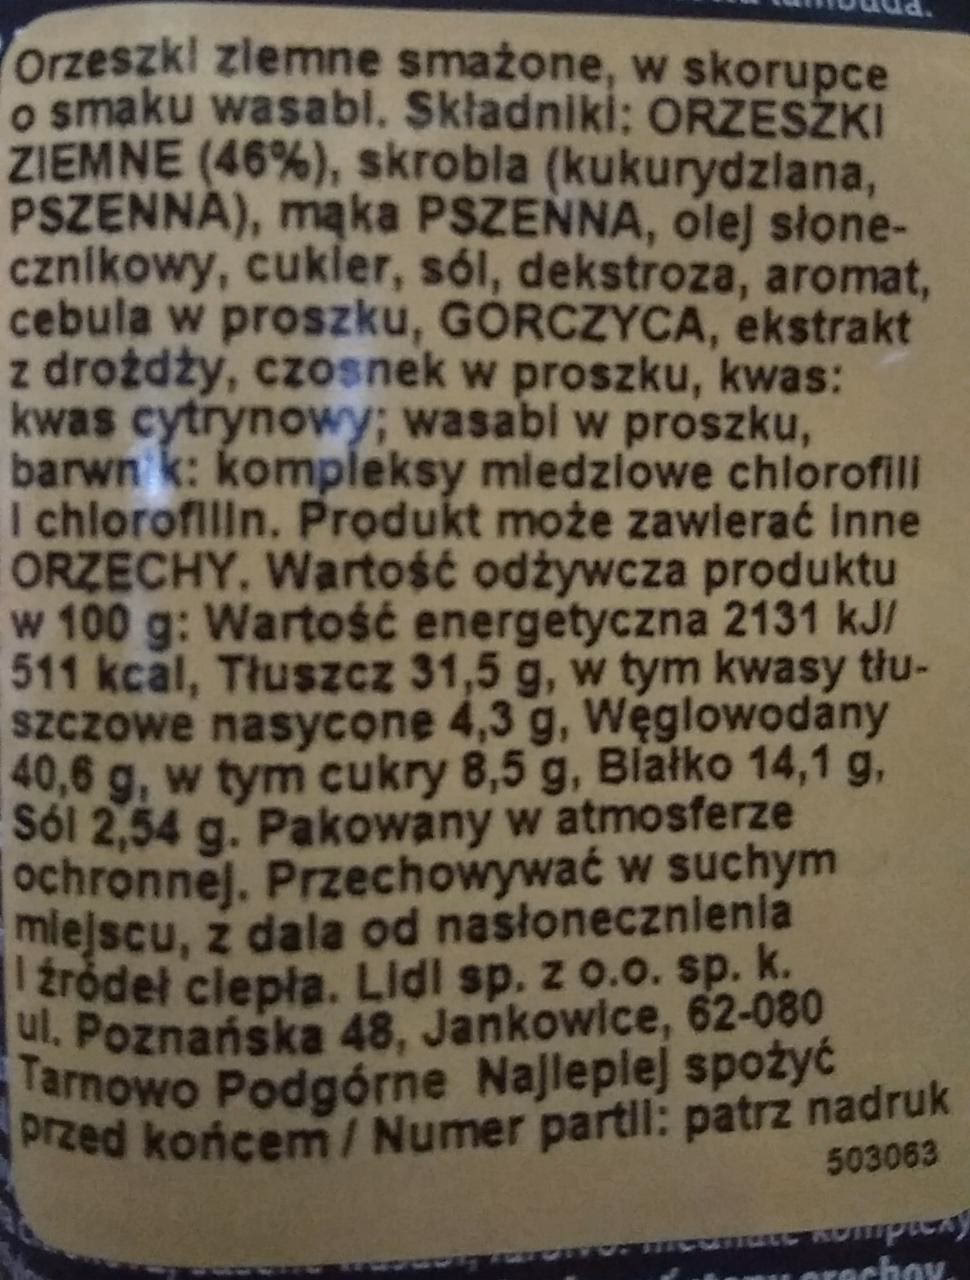 Orzeszki ziemne smażone, w skorupce
o smaku wasabi. Składniki: ORZESZKI
ZIEMNE (46%), skrobia (kukurydziana,
PSZENNA), mąka PSZENNA, olej słone-
cznikowy, cukier, sól, dekstroza, aromat,
cebula w proszku, GORCZYCA, ekstrakt
z drożdży, czosnek w proszku, kwas:
kwas cytrynowy; wasabi w proszku,
barwnik: kompleksy miedziowe chlorofili
i chlorofilin. Produkt może zawierać inne
ORZECHY. Wartość odżywcza produktu
w 100 g: Wartość energetyczna 2131 kJ/
511 kcal, Tłuszcz 31,5 g, w tym kwasy tłu-
szczowe nasycone 4,3 g, Węglowodany
40,6 g, w tym cukry 8,5 g, Białko 14,1 g,
Sól 2,54 g. Pakowany w atmosferze
ochronnej. Przechowywać w suchym
miejscu, z dala od nasłonecznienia
i źródeł ciepła. Lidl sp. z o.o. sp. k.
ul. Poznańska 48, Jankowice, 62-080
Tarnowo Podgórne Najlepiej spożyć
przed końcem / Numer partii: patrz nadruk
503063